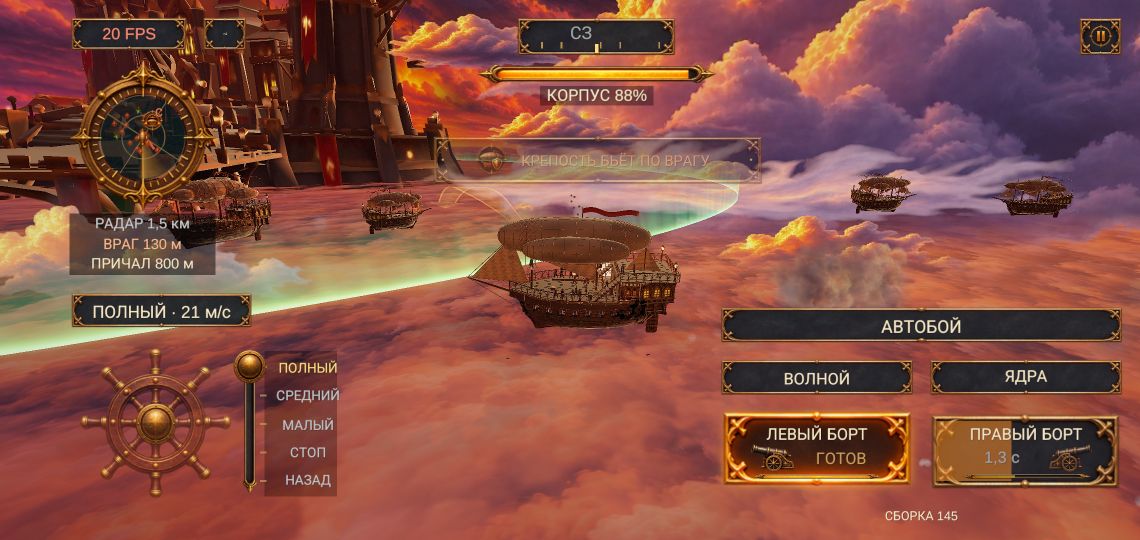 20 FPS
СЗ
КОРПУС 88%
КРЕПОСТЬ БЬЁТ ПО ВРАГУ
РАДАР 1,5 км
ВРАГ 130 м
ПРИЧАЛ 800 м
ПОЛНЫЙ · 21 м/с
ПОЛНЫЙ
СРЕДНИЙ
МАЛЫЙ
СТОП
НАЗАД
АВТОБОЙ
ВОЛНОЙ
ЯДРА
ЛЕВЫЙ БОРТ
ГОТОВ
ПРАВЫЙ БОРТ
1,3 с
СБОРКА 145